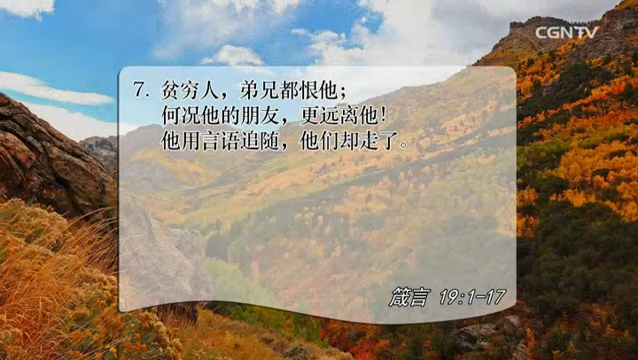 CGNTV
7. 贫穷人，弟兄都恨他；
何况他的朋友，更远离他！
他用言语追随，他们却走了。
箴言 19:1-17